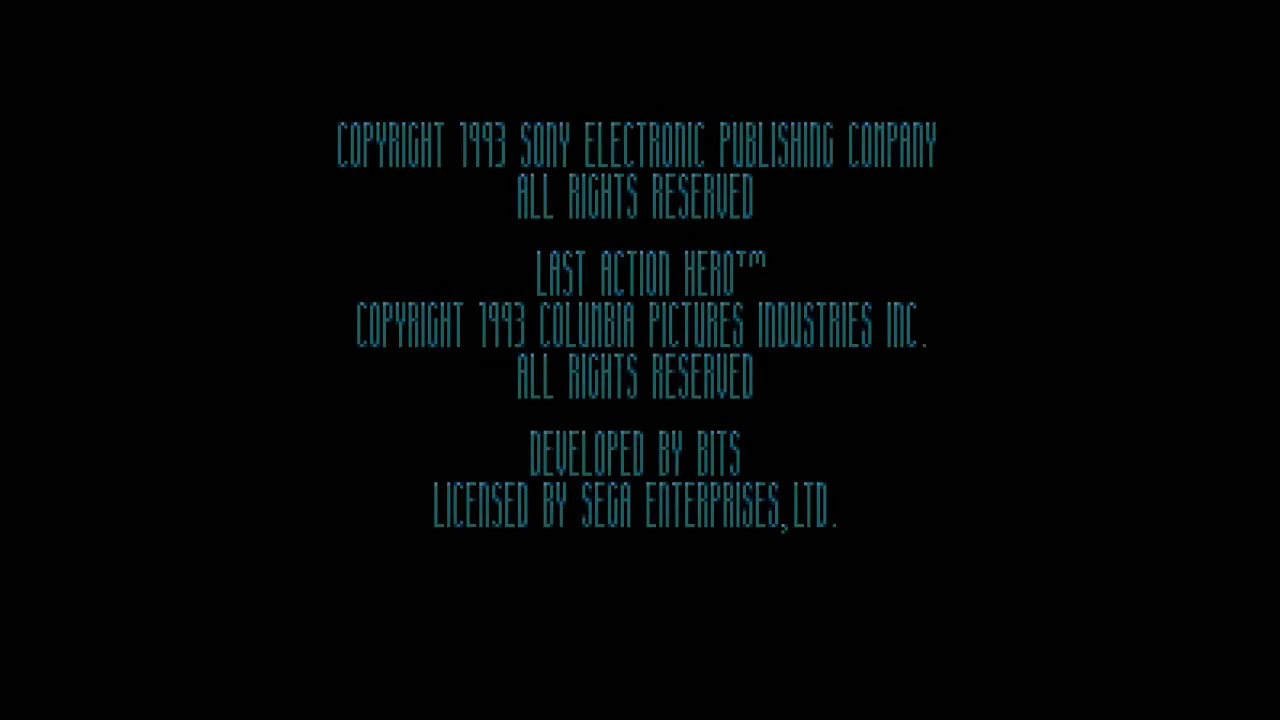 COPYRIGHT 1993 SONY ELECTRONIC PUBLISHING COMPANY
ALL RIGHTS RESERVED
LAST ACTION HERO™
COPYRIGHT 1993 COLUMBIA PICTURES INDUSTRIES INC.
ALL RIGHTS RESERVED
DEVELOPED BY BITS
LICENSED BY SEGA ENTERPRISES,LTD.